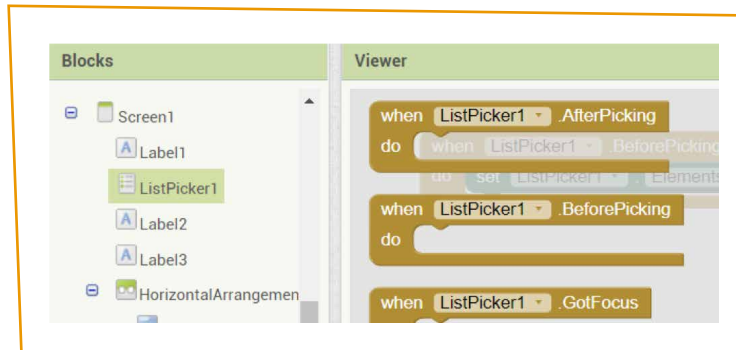 Blocks
Screen1
Label1
ListPicker1
Label2
Label3
HorizontalArrangemen
Viewer
when ListPicker1 .AfterPicking
do
when ListPicker1 .BeforePicking
do set ListPicker1 . Elements
when ListPicker1 .BeforePicking
do
when ListPicker1 .GotFocus